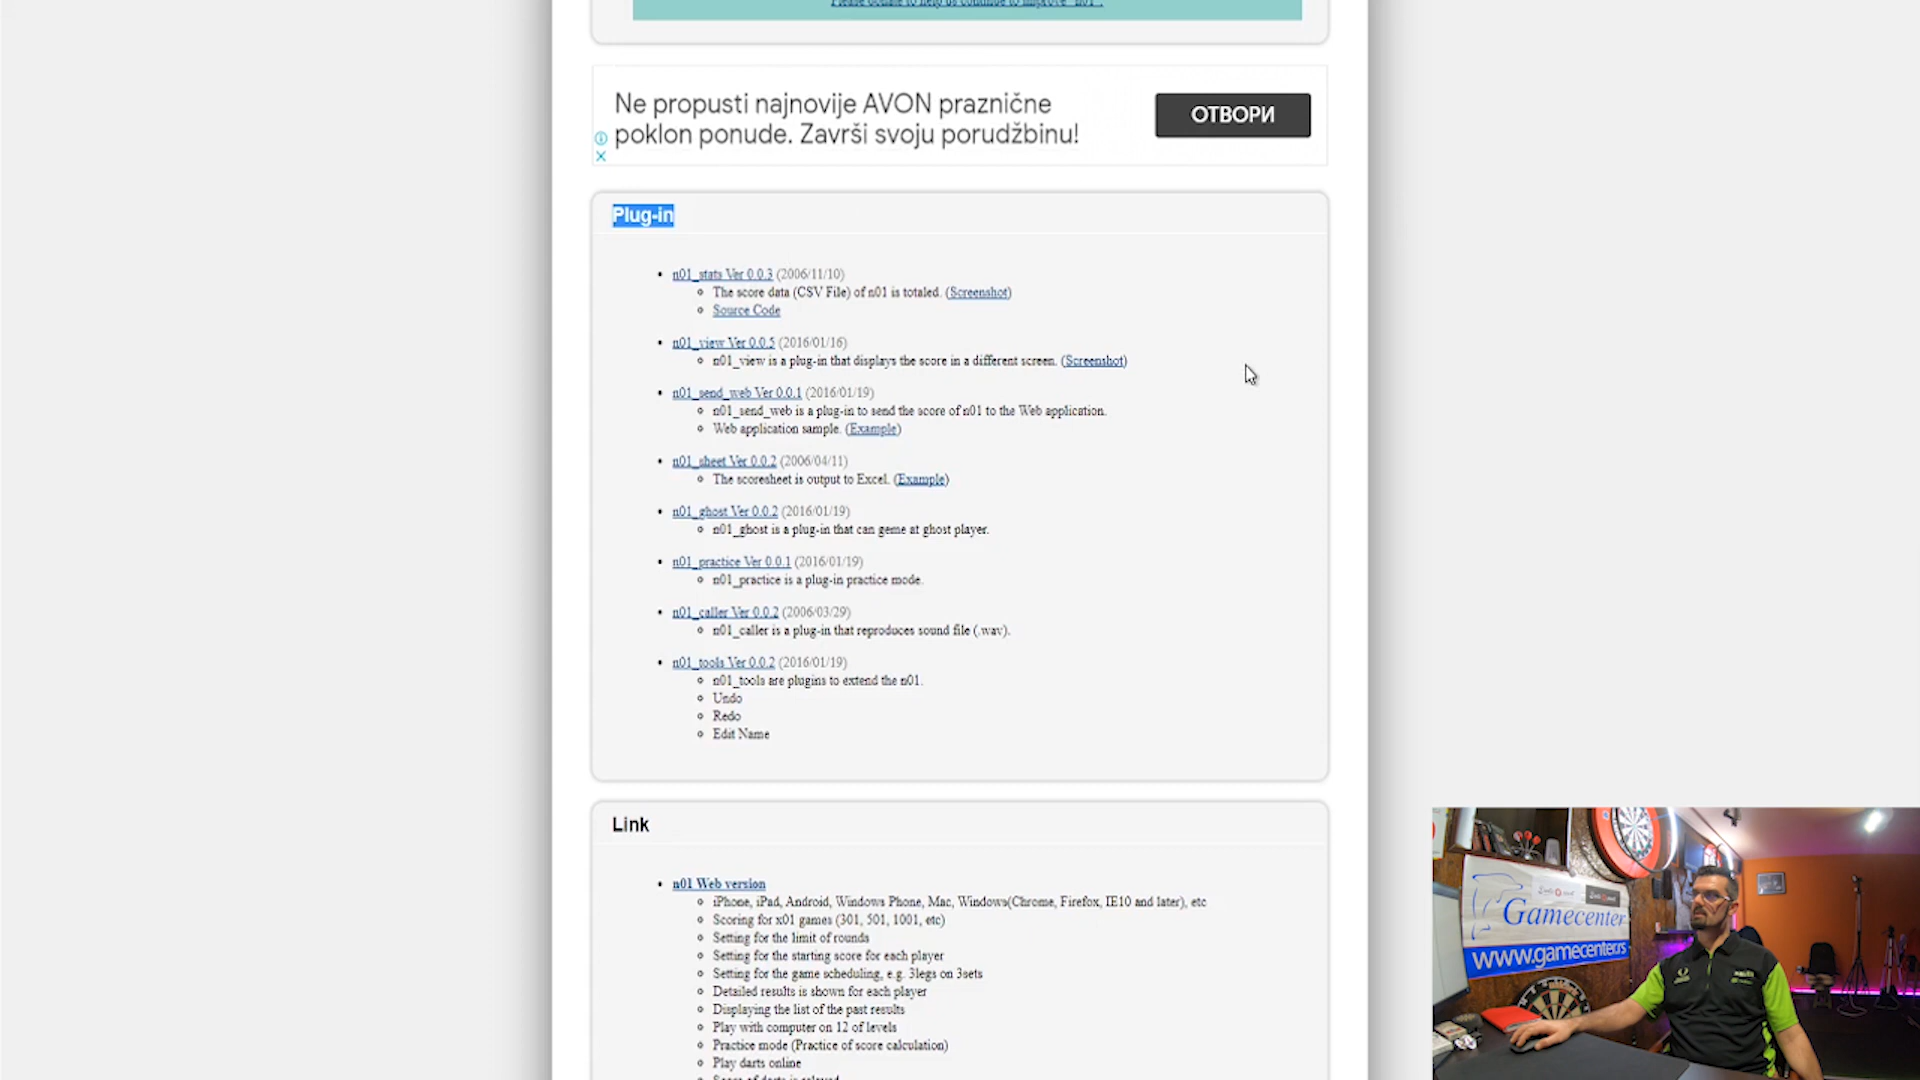 Please donate to help us continue to improve "n01".
Ne propusti najnovije AVON praznične
poklon ponude. Završi svoju porudžbinu!
ОТВОРИ
Plug-in
n01_stats Ver 0.0.3 (2006/11/10)
The score data (CSV File) of n01 is totaled. (Screenshot)
Source Code
n01_view Ver 0.0.5 (2016/01/16)
n01_view is a plug-in that displays the score in a different screen. (Screenshot)
n01_send_web Ver 0.0.1 (2016/01/19)
n01_send_web is a plug-in to send the score of n01 to the Web application.
Web application sample. (Example)
n01_sheet Ver 0.0.2 (2006/04/11)
The scoresheet is output to Excel. (Example)
n01_ghost Ver 0.0.2 (2016/01/19)
n01_ghost is a plug-in that can geme at ghost player.
n01_practice Ver 0.0.1 (2016/01/19)
n01_practice is a plug-in practice mode.
n01_caller Ver 0.0.2 (2006/03/29)
n01_caller is a plug-in that reproduces sound file (.wav).
n01_tools Ver 0.0.2 (2016/01/19)
n01_tools are plugins to extend the n01.
Undo
Redo
Edit Name
Link
n01 Web version
iPhone, iPad, Android, Windows Phone, Mac, Windows(Chrome, Firefox, IE10 and later), etc
Scoring for x01 games (301, 501, 1001, etc)
Setting for the limit of rounds
Setting for the starting score for each player
Setting for the game scheduling, e.g. 3legs on 3sets
Detailed results is shown for each player
Displaying the list of the past results
Play with computer on 12 of levels
Practice mode (Practice of score calculation)
Play darts online
Gamecenter
www.gamecenter.rs